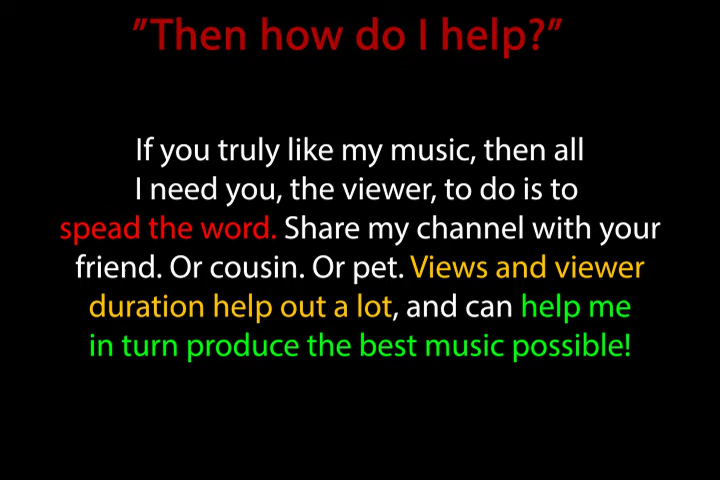 "Then how do I help?"
If you truly like my music, then all
I need you, the viewer, to do is to
spead the word. Share my channel with your
friend. Or cousin. Or pet. Views and viewer
duration help out a lot, and can help me
in turn produce the best music possible!